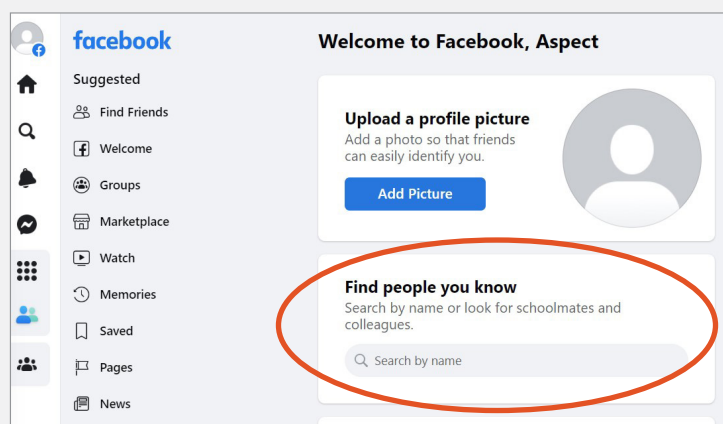 facebook
Suggested
Find Friends
Welcome
Groups
Marketplace
Watch
Memories
Saved
Pages
News
Welcome to Facebook, Aspect
Upload a profile picture
Add a photo so that friends
can easily identify you.
Add Picture
Find people you know
Search by name or look for schoolmates and
colleagues.
Search by name